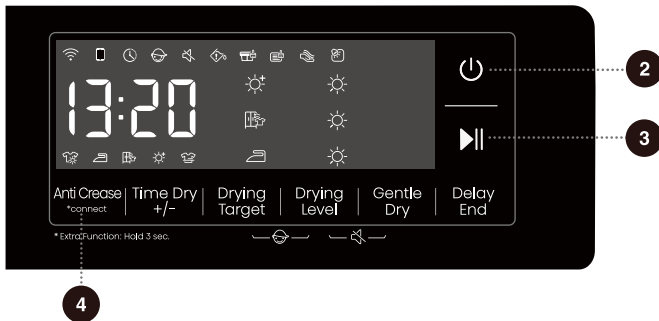 13:20
2
3
Anti Crease
*connect
Time Dry
+/-
Drying
Target
Drying
Level
Gentle
Dry
Delay
End
* Extra Function: Hold 3 sec.
4